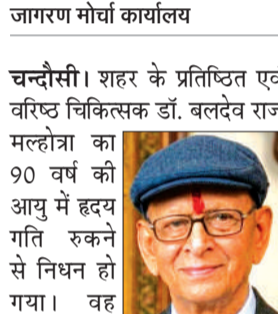 जागरण मोर्चा कार्यालय
चन्दौसी। शहर के प्रतिष्ठित एवं
वरिष्ठ चिकित्सक डॉ. बलदेव राज
मल्होत्रा का
90 वर्ष की
आयु में हृदय
गति रुकने
से निधन हो
गया। वह